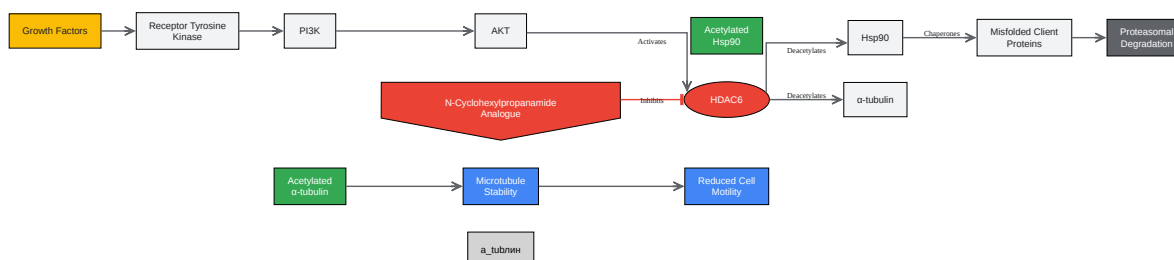 Growth Factors
Receptor Tyrosine
Kinase
PI3K
AKT
Activates
Acetylated
Hsp90
Deacetylates
Hsp90
Chaperones
Misfolded Client
Proteins
Proteasomal
Degradation
N-Cyclohexylpropanamide
Analogue
Inhibits
HDAC6
Deacetylates
α-tubulin
Acetylated
α-tubulin
Microtubule
Stability
Reduced Cell
Motility
a_tubлин